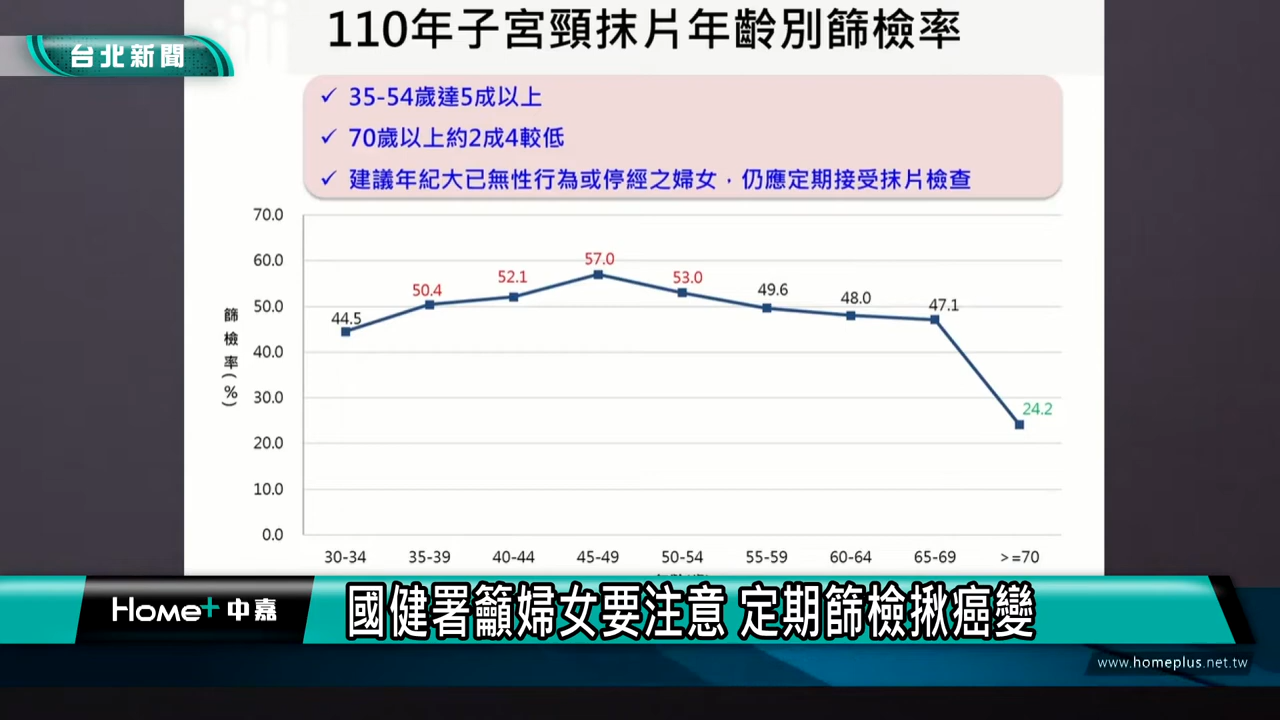 110年子宮頸抹片年齡別篩檢率
台北新聞
✓ 35-54歲達5成以上
✓ 70歲以上約2成4較低
✓ 建議年紀大已無性行為或停經之婦女，仍應定期接受抹片檢查
70.0
60.0
50.0
40.0
30.0
20.0
10.0
0.0
篩檢率(%)
44.5
50.4
52.1
57.0
53.0
49.6
48.0
47.1
24.2
30-34
35-39
40-44
45-49
50-54
55-59
60-64
65-69
>=70
Home+中嘉
國健署籲婦女要注意 定期篩檢揪癌變
www.homeplus.net.tw